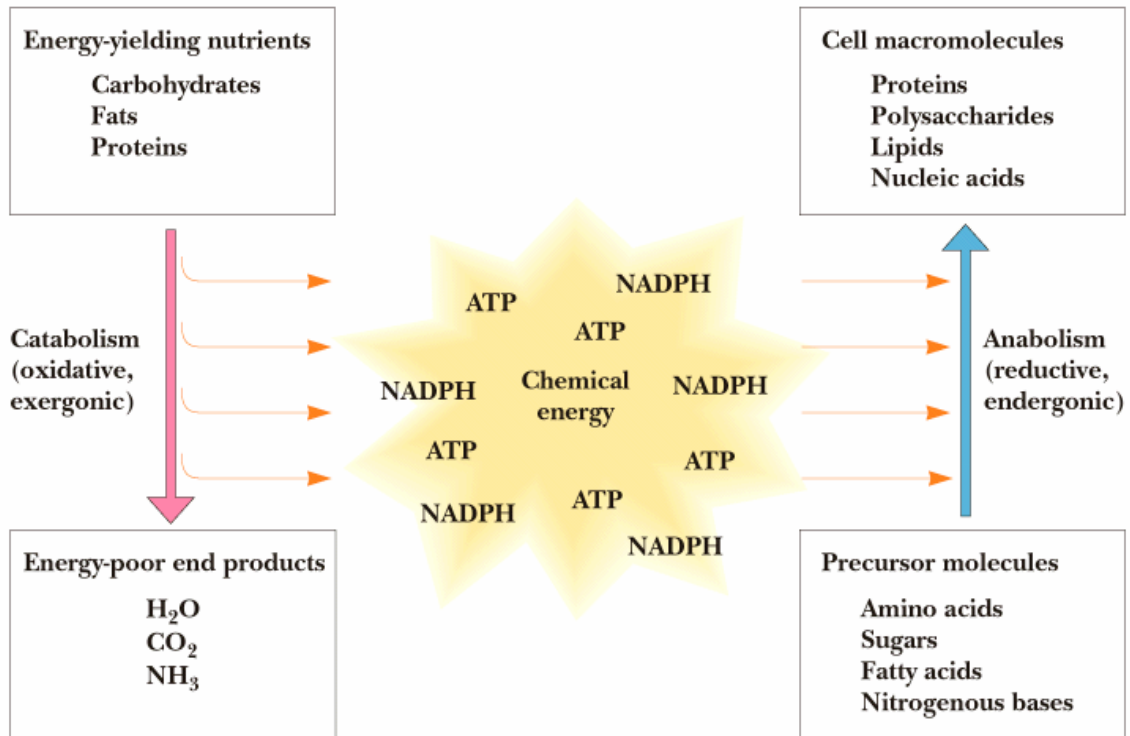 Energy-yielding nutrients
Carbohydrates
Fats
Proteins
Cell macromolecules
Proteins
Polysaccharides
Lipids
Nucleic acids
Catabolism
(oxidative,
exergonic)
ATP
NADPH
ATP
NADPH
Chemical
energy
NADPH
ATP
ATP
NADPH
ATP
NADPH
Anabolism
(reductive,
endergonic)
Energy-poor end products
H₂O
CO₂
NH₃
Precursor molecules
Amino acids
Sugars
Fatty acids
Nitrogenous bases